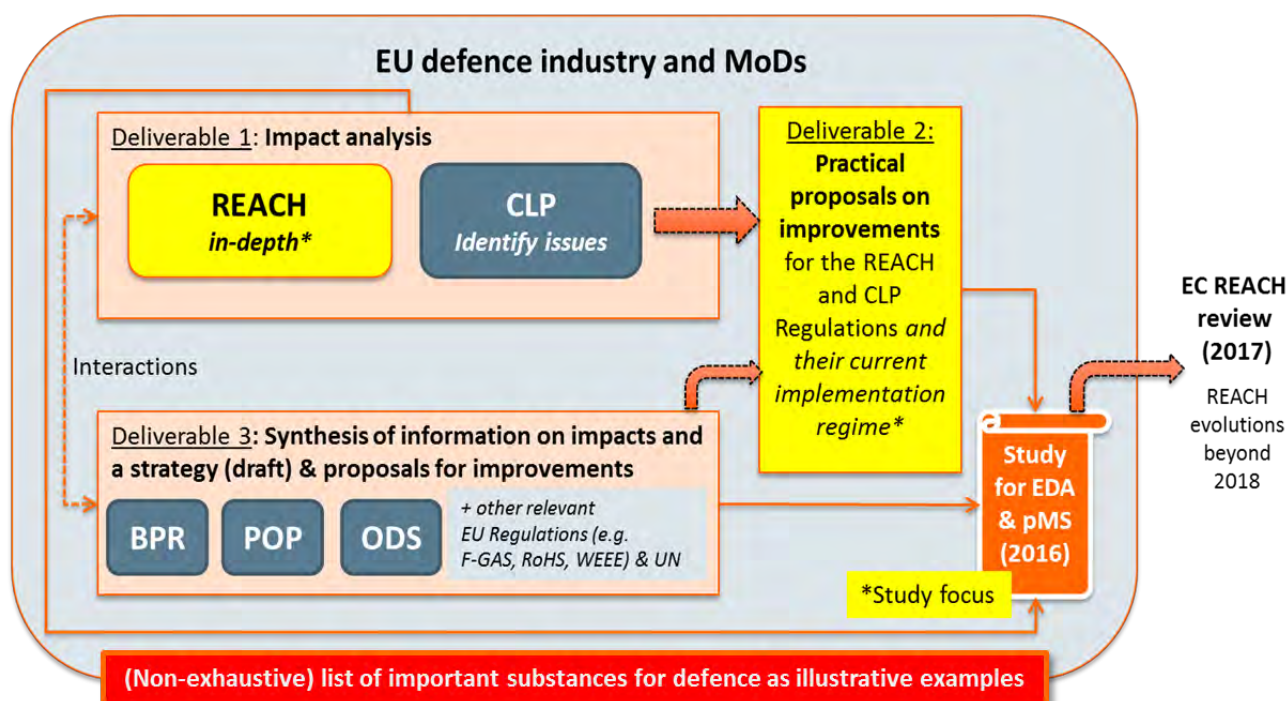 EU defence industry and MoDs
Deliverable 1: Impact analysis
REACH
in-depth*
CLP
Identify issues
Deliverable 2:
Practical
proposals on
improvements
for the REACH
and CLP
Regulations and
their current
implementation
regime*
Interactions
Deliverable 3: Synthesis of information on impacts and
a strategy (draft) & proposals for improvements
BPR
POP
ODS
+ other relevant
EU Regulations (e.g.
F-GAS, RoHS, WEEE) & UN
Study
for EDA
& pMS
(2016)
*Study focus
EC REACH
review
(2017)
REACH
evolutions
beyond
2018
(Non-exhaustive) list of important substances for defence as illustrative examples